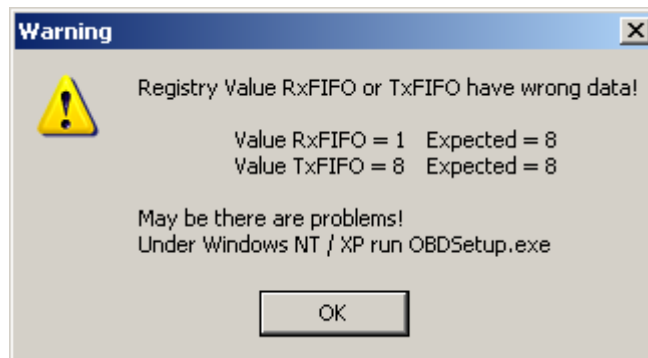 Warning
Registry Value RxFIFO or TxFIFO have wrong data!
Value RxFIFO = 1 Expected = 8
Value TxFIFO = 8 Expected = 8
May be there are problems!
Under Windows NT / XP run OBDSetup.exe
OK